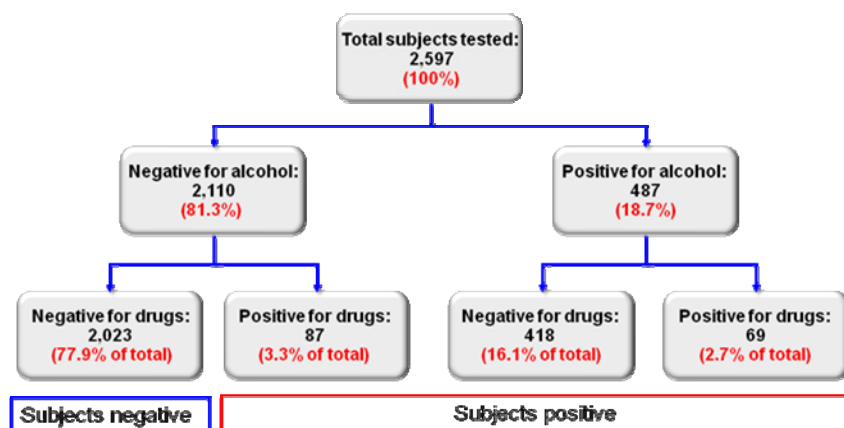 Total subjects tested:
2,597
(100%)
Negative for alcohol:
2,110
(81.3%)
Positive for alcohol:
487
(18.7%)
Negative for drugs:
2,023
(77.9% of total)
Positive for drugs:
87
(3.3% of total)
Negative for drugs:
418
(16.1% of total)
Positive for drugs:
69
(2.7% of total)
Subjects negative
Subjects positive